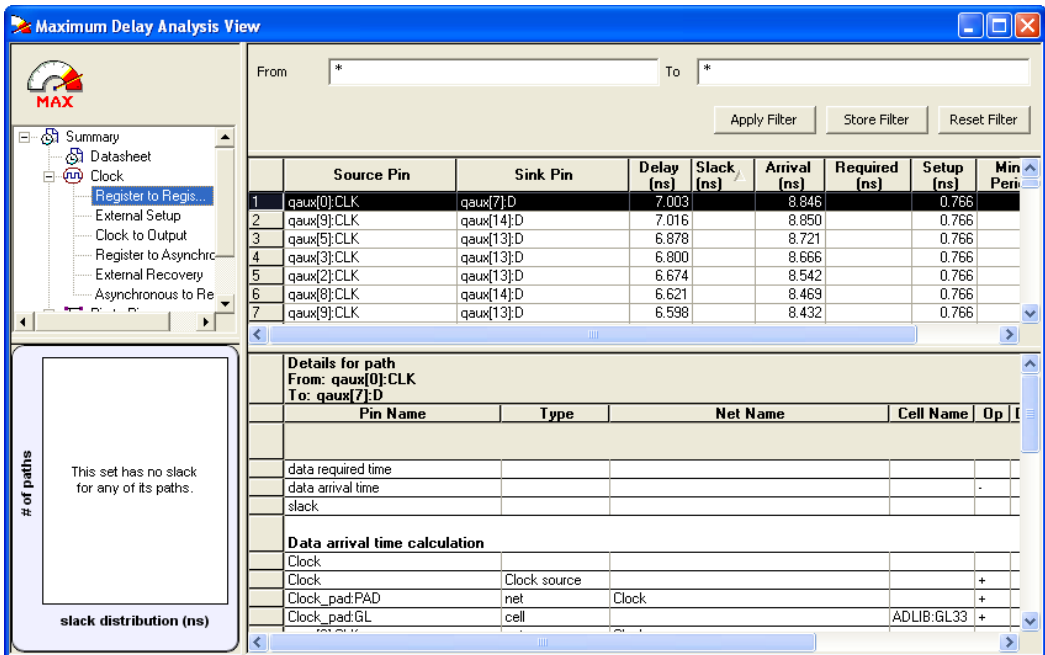 Maximum Delay Analysis View
MAX
From * To *
Apply Filter Store Filter Reset Filter
Summary
Datasheet
Clock
Register to Regis...
External Setup
Clock to Output
Register to Asynchro
External Recovery
Asynchronous to Re
Source Pin Sink Pin Delay (ns) Slack (ns) Arrival (ns) Required (ns) Setup (ns) Min Peri
1 qaux[0]:CLK qaux[7]:D 7.003 8.846 0.766
2 qaux[9]:CLK qaux[14]:D 7.016 8.850 0.766
3 qaux[5]:CLK qaux[13]:D 6.878 8.721 0.766
4 qaux[3]:CLK qaux[13]:D 6.800 8.666 0.766
5 qaux[2]:CLK qaux[13]:D 6.674 8.542 0.766
6 qaux[8]:CLK qaux[14]:D 6.621 8.469 0.766
7 qaux[9]:CLK qaux[13]:D 6.598 8.432 0.766
# of paths
This set has no slack
for any of its paths.
slack distribution (ns)
Details for path
From: qaux[0]:CLK
To: qaux[7]:D
Pin Name Type Net Name Cell Name Op
data required time
data arrival time -
slack
Data arrival time calculation
Clock
Clock Clock source +
Clock_pad:PAD net Clock +
Clock_pad:GL cell ADLIB:GL33 +